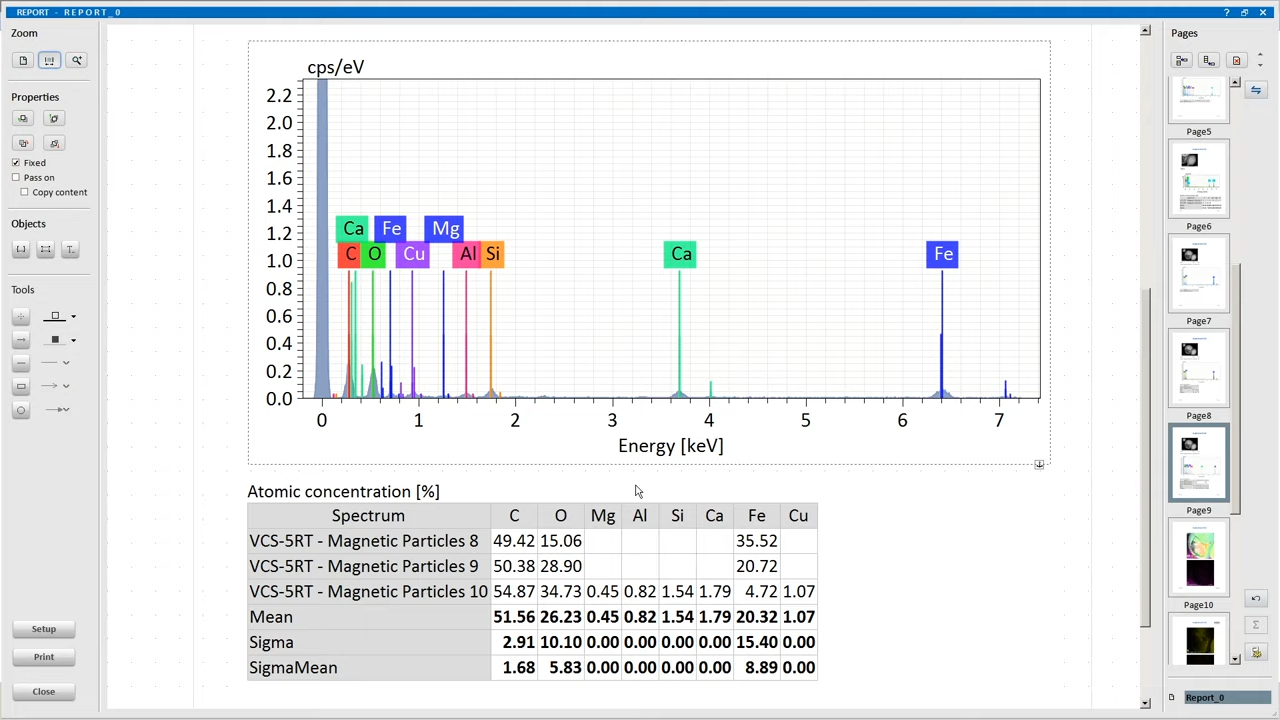 REPORT - REPORT_0
Zoom
Properties
Fixed
Pass on
Copy content
Objects
Tools
Setup
Print
Close
cps/eV
2.2
2.0
1.8
1.6
1.4
1.2
1.0
0.8
0.6
0.4
0.2
0.0
Ca Fe Mg
C O Cu Al Si Ca Fe
0 1 2 3 4 5 6 7
Energy [keV]
Atomic concentration [%]
Spectrum C O Mg Al Si Ca Fe Cu
VCS-5RT - Magnetic Particles 8 49.42 15.06 35.52
VCS-5RT - Magnetic Particles 9 50.38 28.90 20.72
VCS-5RT - Magnetic Particles 10 54.87 34.73 0.45 0.82 1.54 1.79 4.72 1.07
Mean 51.56 26.23 0.45 0.82 1.54 1.79 20.32 1.07
Sigma 2.91 10.10 0.00 0.00 0.00 0.00 15.40 0.00
SigmaMean 1.68 5.83 0.00 0.00 0.00 0.00 8.89 0.00
Pages
Page5
Page6
Page7
Page8
Page9
Page10
Report_0